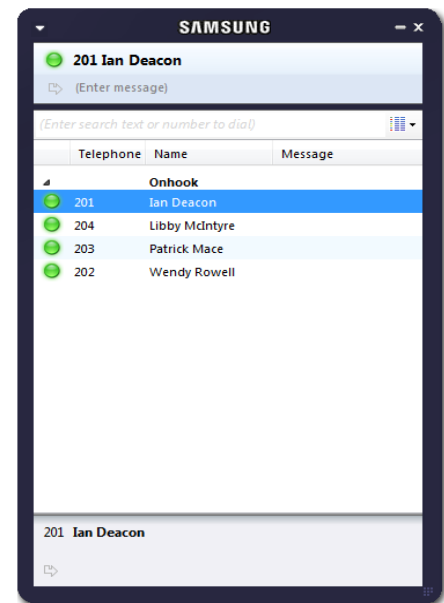 SAMSUNG
201 Ian Deacon
(Enter message)
(Enter search text or number to dial)
Telephone Name Message
Onhook
201 Ian Deacon
204 Libby McIntyre
203 Patrick Mace
202 Wendy Rowell
201 Ian Deacon